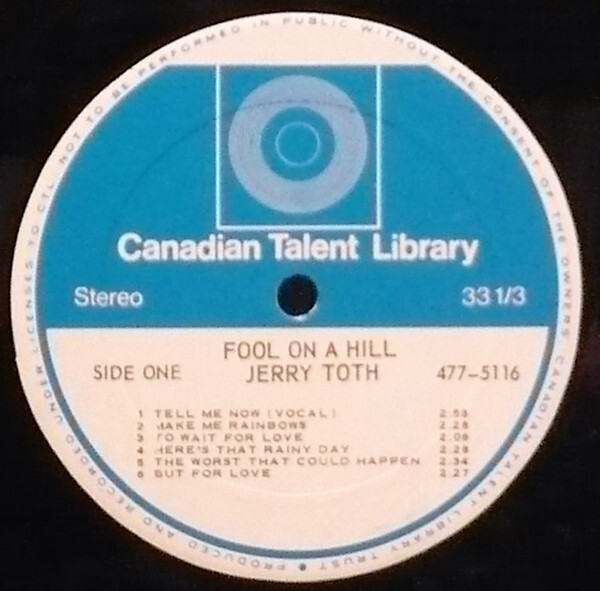 Canadian Talent Library
Stereo
33 1/3
FOOL ON A HILL
SIDE ONE
JERRY TOTH
477-5116
1 TELL ME NOW (VOCAL) 2.53
2 MAKE ME RAINBOWS 2.28
3 TO WAIT FOR LOVE 2.09
4 HERE'S THAT RAINY DAY 2.28
5 THE WORST THAT COULD HAPPEN 2.34
6 BUT FOR LOVE 2.27
PRODUCED AND RECORDED UNDER LICENSES TO CTL. NOT TO BE PERFORMED IN PUBLIC WITHOUT THE CONSENT OF THE OWNERS CANADIAN TALENT LIBRARY TRUST